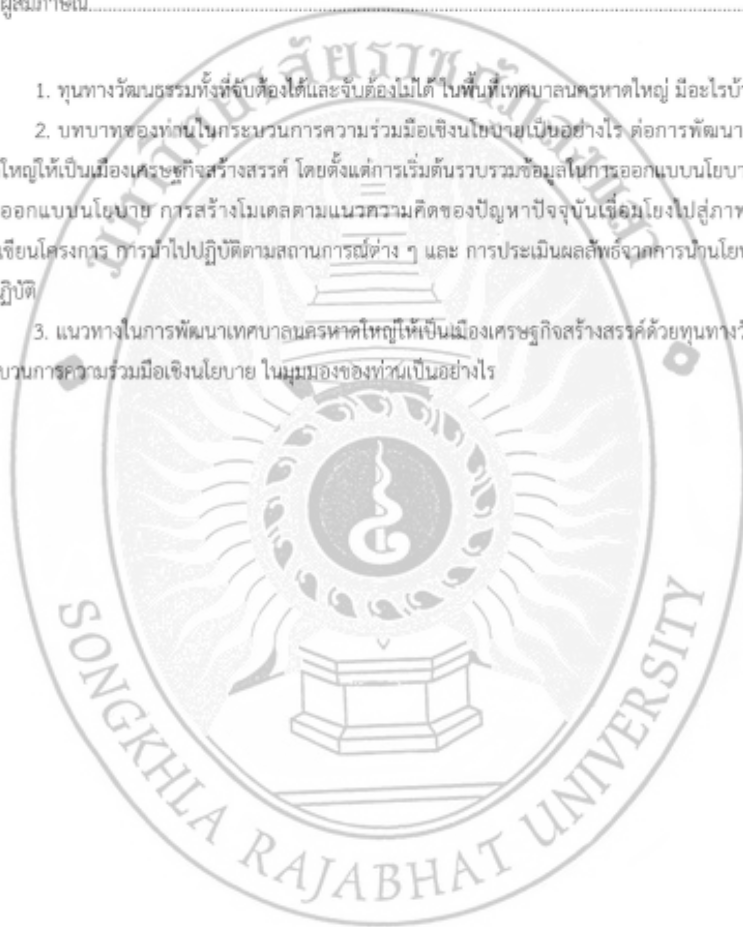 ผู้สัมภาษณ์
1. ทุนทางวัฒนธรรมทั้งที่จับต้องได้และจับต้องไม่ได้ ในพื้นที่เทศบาลนครหาดใหญ่ มีอะไรบ้
2. บทบาทของท่านในกระบวนการความร่วมมือเชิงนโยบายเป็นอย่างไร ต่อการพัฒนา
ใหญ่ให้เป็นเมืองเศรษฐกิจสร้างสรรค์ โดยตั้งแต่การเริ่มต้นรวบรวมข้อมูลในการออกแบบนโยบา
ออกแบบนโยบาย การสร้างโมเดลตามแนวความคิดของปัญหาปัจจุบันเชื่อมโยงไปสู่ภาพ
เขียนโครงการ การนำไปปฏิบัติตามสถานการณ์ต่าง ๆ และ การประเมินผลลัพธ์จากการนำนโยบ
ฏิบัติ
3. แนวทางในการพัฒนาเทศบาลนครหาดใหญ่ให้เป็นเมืองเศรษฐกิจสร้างสรรค์ด้วยทุนทางวั
บวนการความร่วมมือเชิงนโยบาย ในมุมมองของท่านเป็นอย่างไร
มหาวิทยาลัยราชภัฏสงขลา
SONGKHLA RAJABHAT UNIVERSITY